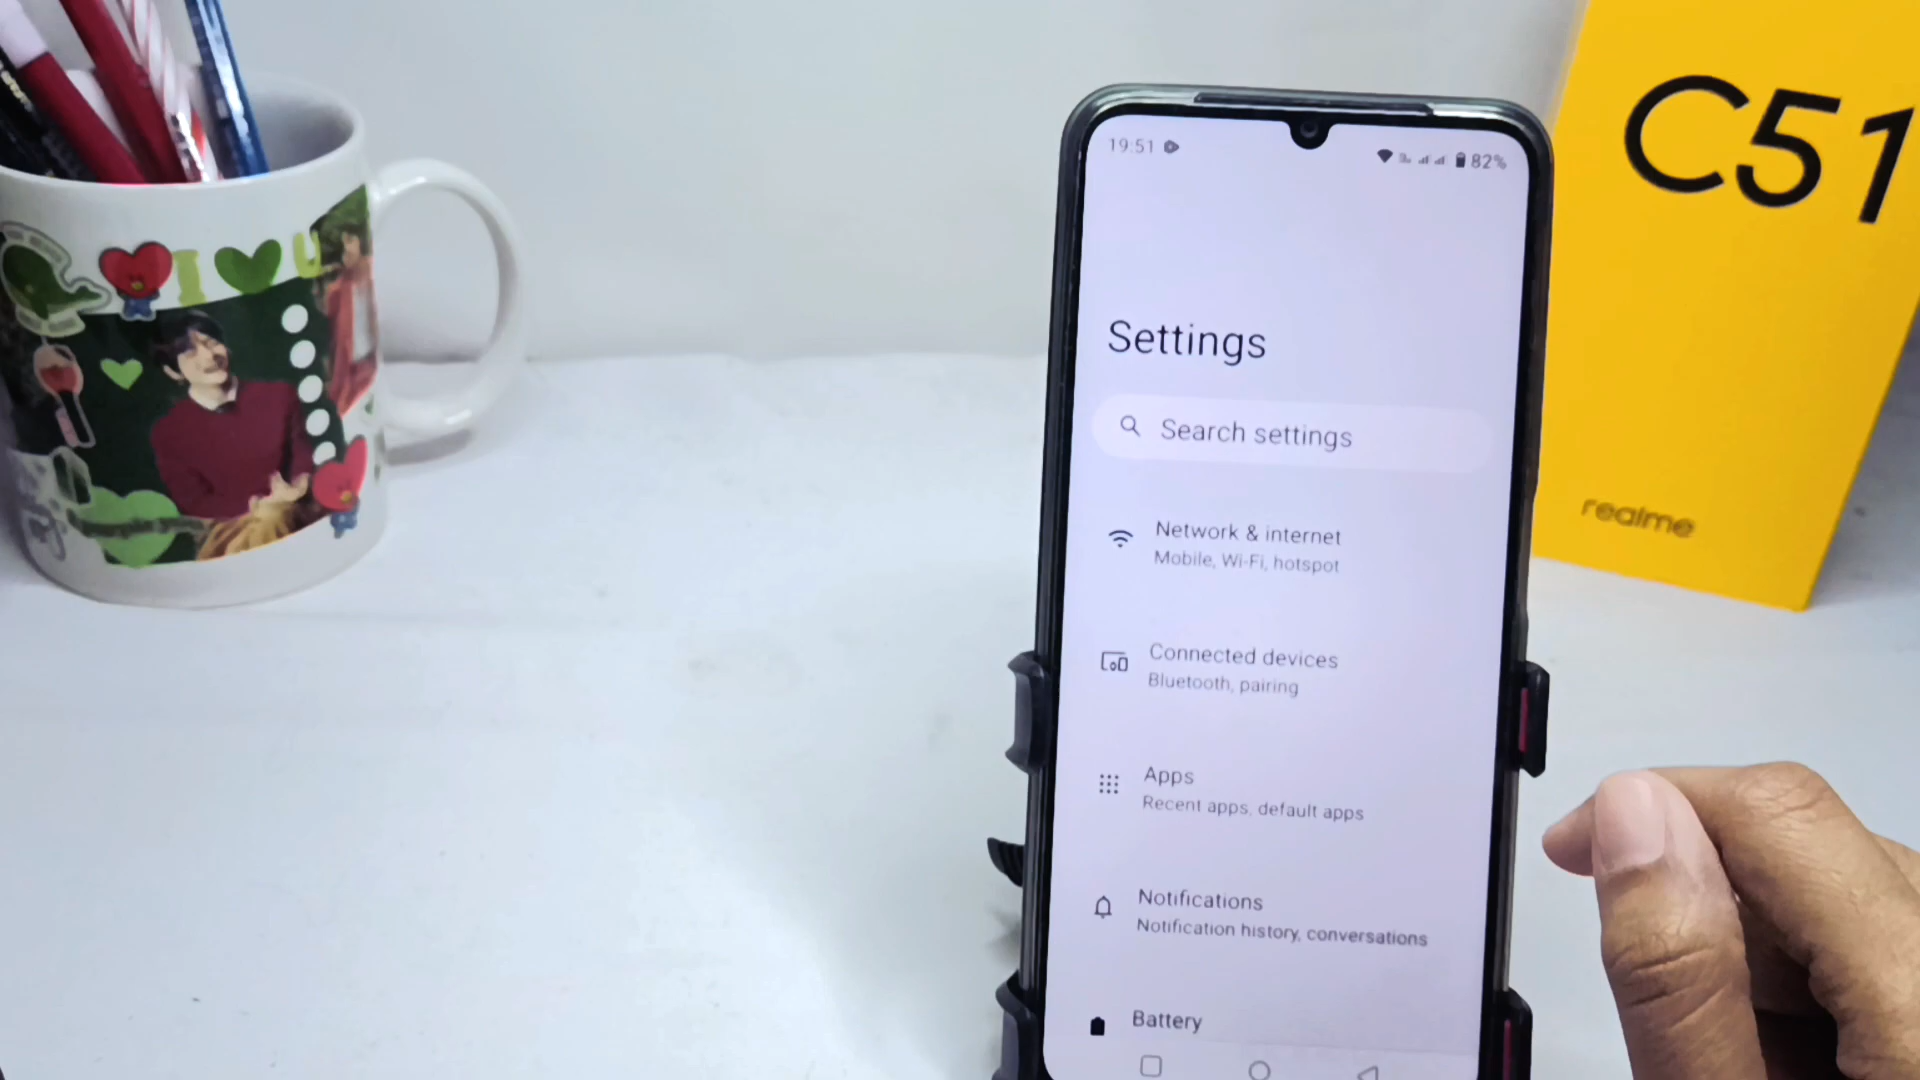 I U
C51
realme
19:51
82%
Settings
Search settings
Network & internet
Mobile, Wi-Fi, hotspot
Connected devices
Bluetooth, pairing
Apps
Recent apps, default apps
Notifications
Notification history, conversations
Battery